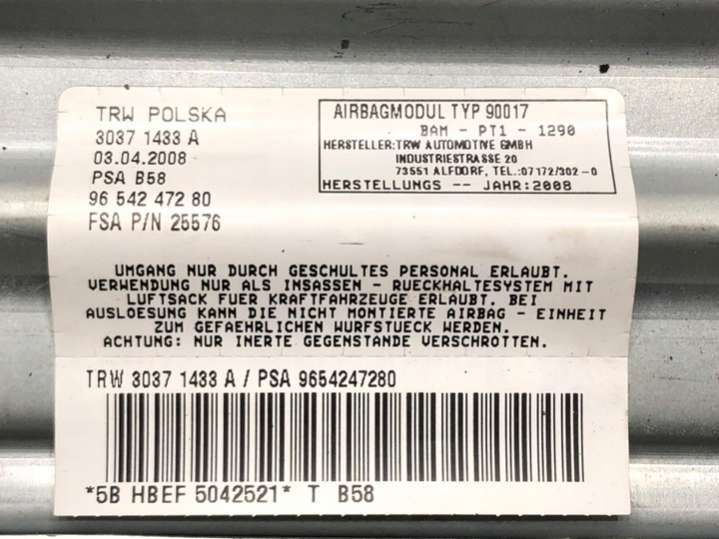 TRW POLSKA
3037 1433 A
03.04.2008
PSA B58
96 542 472 80
FSA P/N 25576
AIRBAGMODUL TYP 90017
BAM - PT1 - 1290
HERSTELLER:TRW AUTOMOTIVE GMBH
INDUSTRIESTRASSE 20
73551 ALFDORF, TEL.:07172/302-0
HERSTELLUNGS -- JAHR:2008
UMGANG NUR DURCH GESCHULTES PERSONAL ERLAUBT.
VERWENDUNG NUR ALS INSASSEN - RUECKHALTESYSTEM MIT
LUFTSACK FUER KRAFTFAHRZEUGE ERLAUBT. BEI
AUSLOESUNG KANN DIE NICHT MONTIERTE AIRBAG - EINHEIT
ZUM GEFAEHRLICHEN WURFSTUECK WERDEN.
ACHTUNG: NUR INERTE GEGENSTANDE VERSCHROTTEN.
TRW 3037 1433 A / PSA 9654247280
*5B HBEF 5042521* T B58